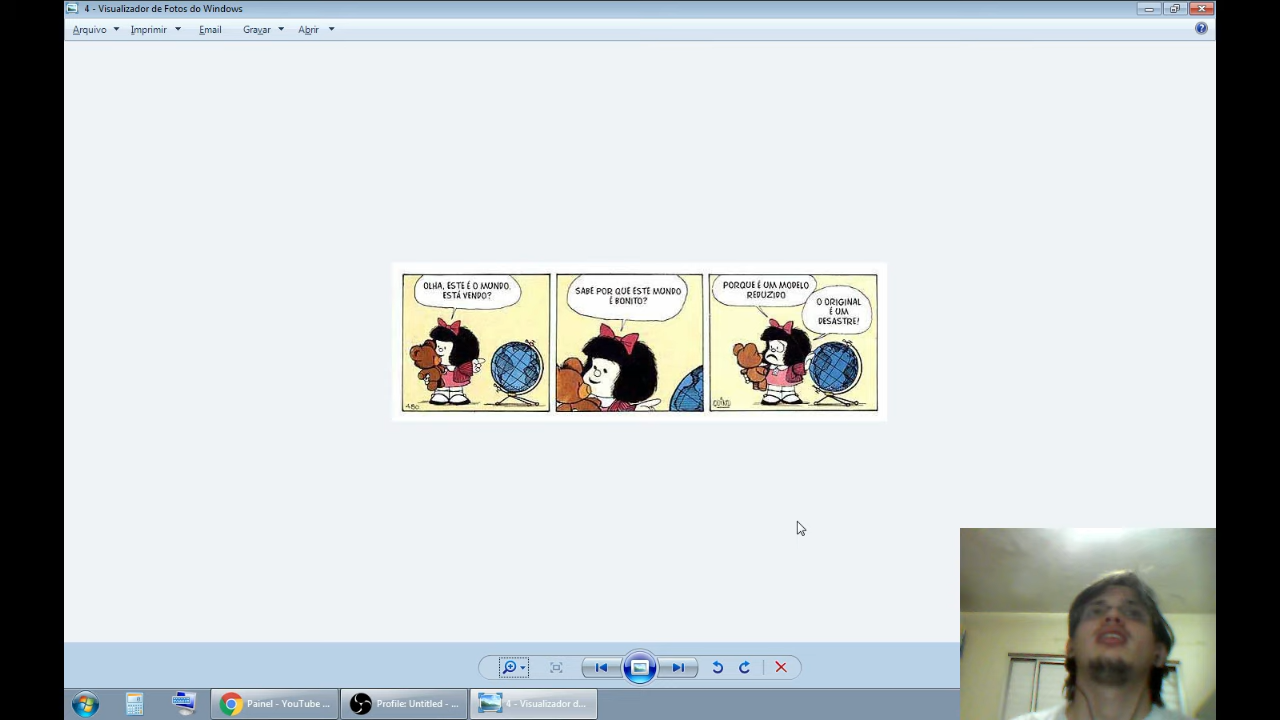 4 - Visualizador de Fotos do Windows
Arquivo Imprimir Email Gravar Abrir
OLHA, ESTE É O MUNDO.
ESTÁ VENDO?
SABE POR QUE ESTE MUNDO
É BONITO?
PORQUE É UM MODELO
REDUZIDO
O ORIGINAL
É UM
DESASTRE!
QUINO
Painel - YouTube ...
Profile: Untitled - ...
4 - Visualizador d...